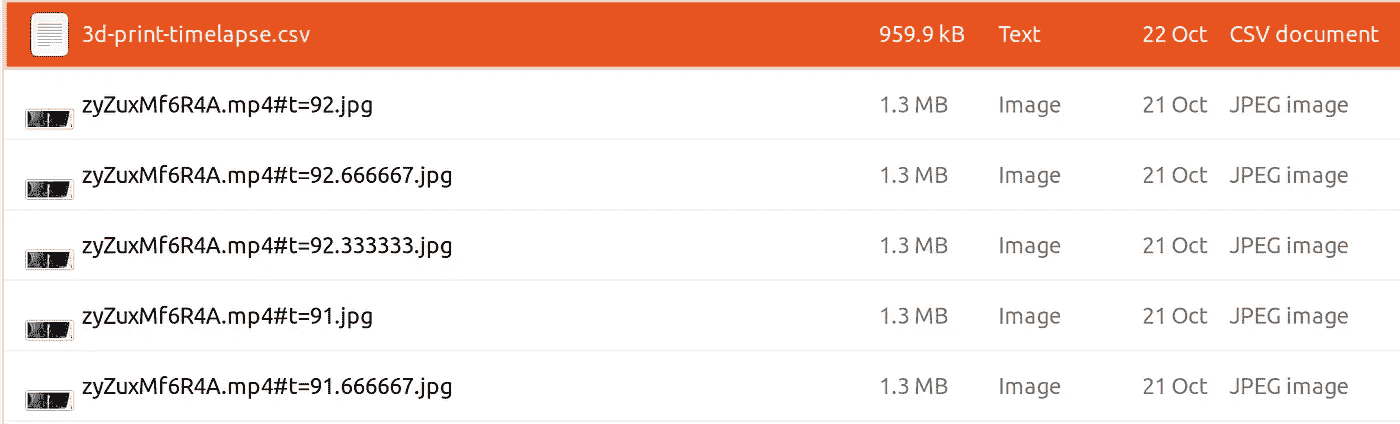 3d-print-timelapse.csv 959.9 kB Text 22 Oct CSV document
zyZuxMf6R4A.mp4#t=92.jpg 1.3 MB Image 21 Oct JPEG image
zyZuxMf6R4A.mp4#t=92.666667.jpg 1.3 MB Image 21 Oct JPEG image
zyZuxMf6R4A.mp4#t=92.333333.jpg 1.3 MB Image 21 Oct JPEG image
zyZuxMf6R4A.mp4#t=91.jpg 1.3 MB Image 21 Oct JPEG image
zyZuxMf6R4A.mp4#t=91.666667.jpg 1.3 MB Image 21 Oct JPEG image